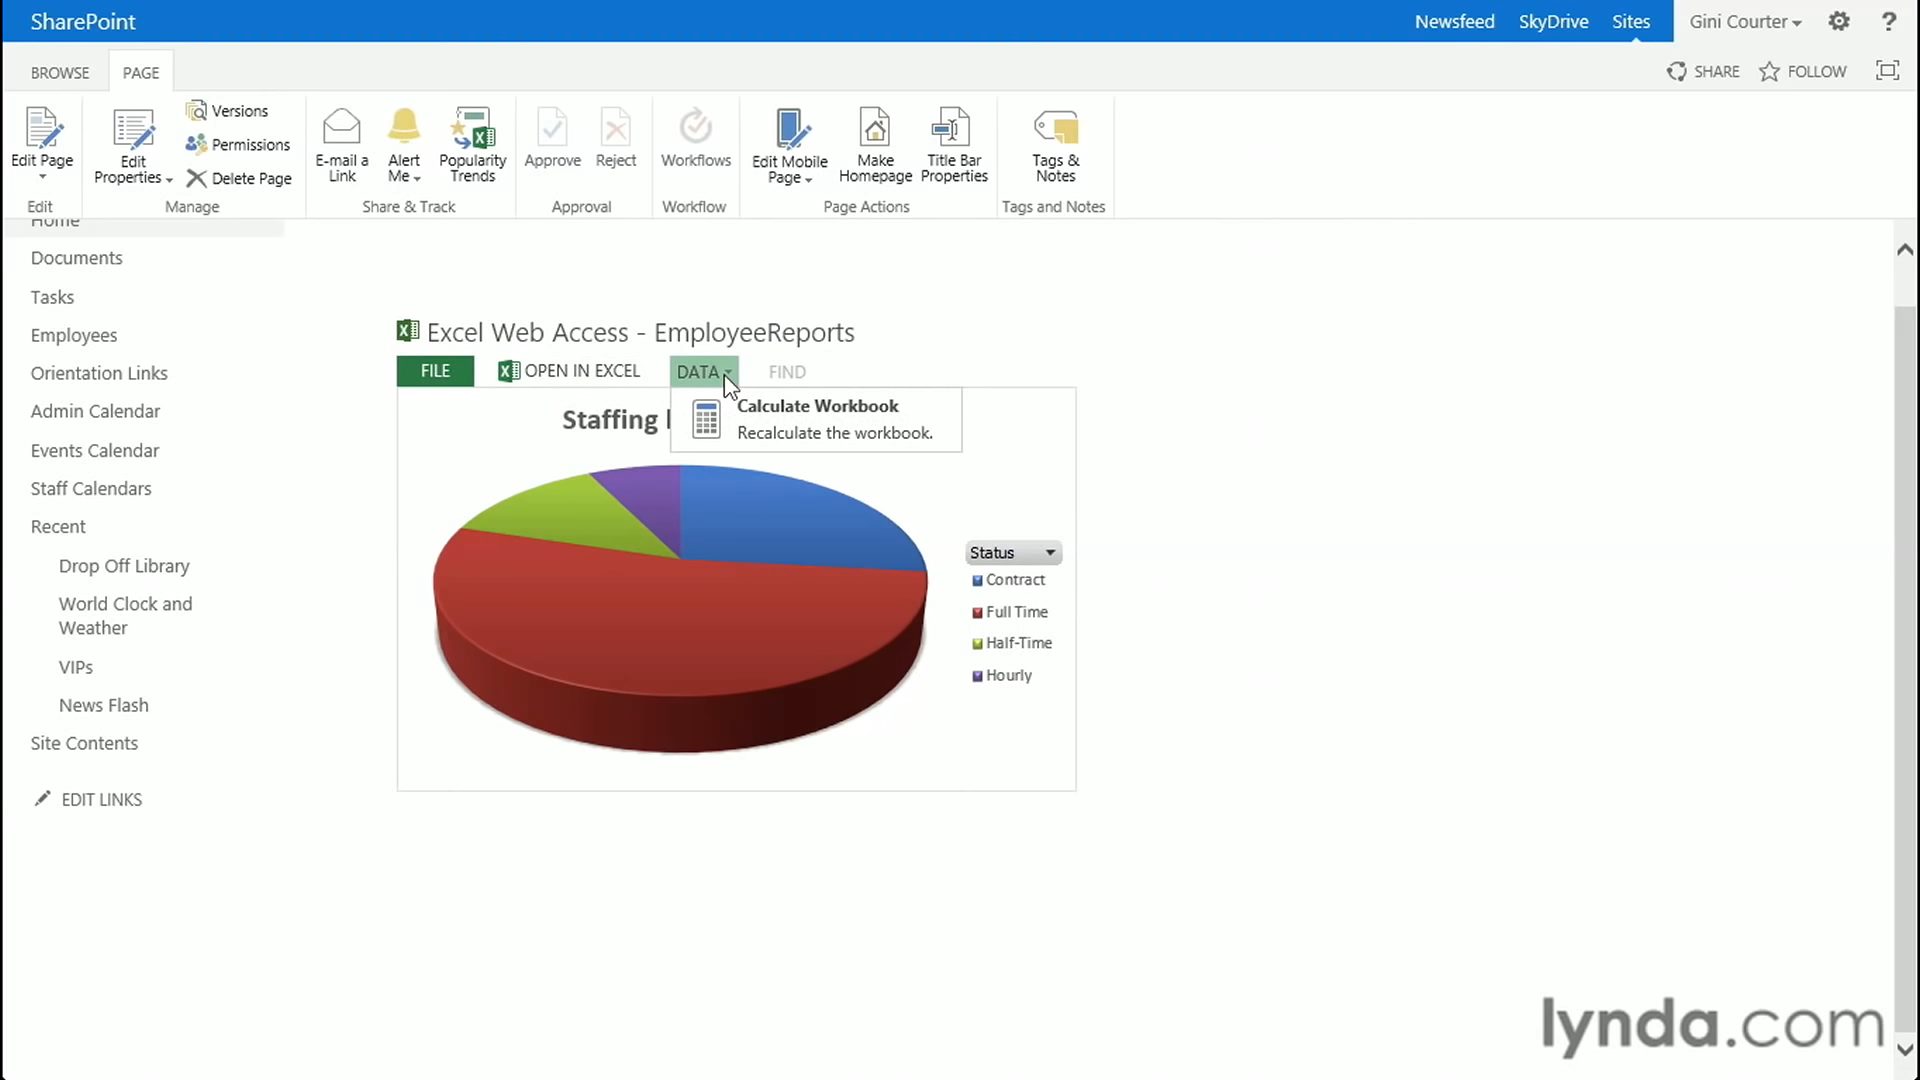 SharePoint
Newsfeed SkyDrive Sites Gini Courter ?
BROWSE PAGE
SHARE FOLLOW
Edit Page
Edit
Edit
Properties
Versions
Permissions
Delete Page
Manage
E-mail a
Link
Alert
Me
Popularity
Trends
Share & Track
Approve Reject
Approval
Workflows
Workflow
Edit Mobile
Page
Make
Homepage
Title Bar
Properties
Page Actions
Tags &
Notes
Tags and Notes
Home
Documents
Tasks
Employees
Orientation Links
Admin Calendar
Events Calendar
Staff Calendars
Recent
Drop Off Library
World Clock and
Weather
VIPs
News Flash
Site Contents
EDIT LINKS
Excel Web Access - EmployeeReports
FILE OPEN IN EXCEL DATA FIND
Calculate Workbook
Recalculate the workbook.
Staffing
Status
Contract
Full Time
Half-Time
Hourly
lynda.com